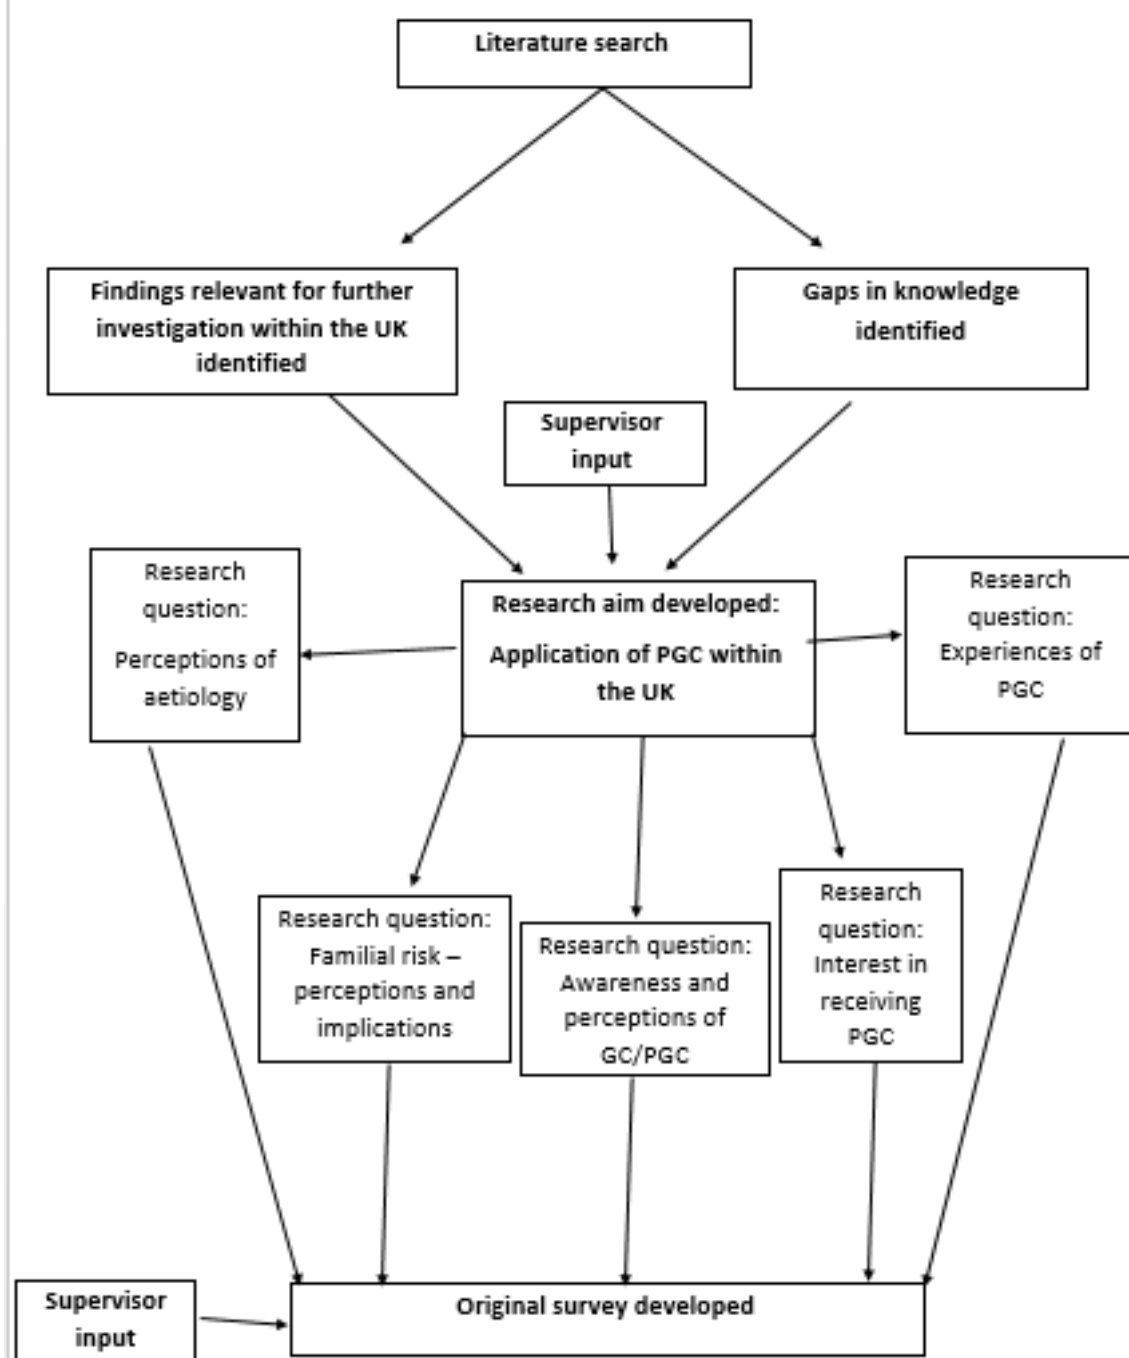 Literature search
Findings relevant for further
investigation within the UK
identified
Gaps in knowledge
identified
Supervisor
input
Research aim developed:
Application of PGC within
the UK
Research
question:
Perceptions of
aetiology
Research
question:
Experiences of
PGC
Research question:
Familial risk –
perceptions and
implications
Research question:
Awareness and
perceptions of
GC/PGC
Research
question:
Interest in
receiving
PGC
Supervisor
input
Original survey developed